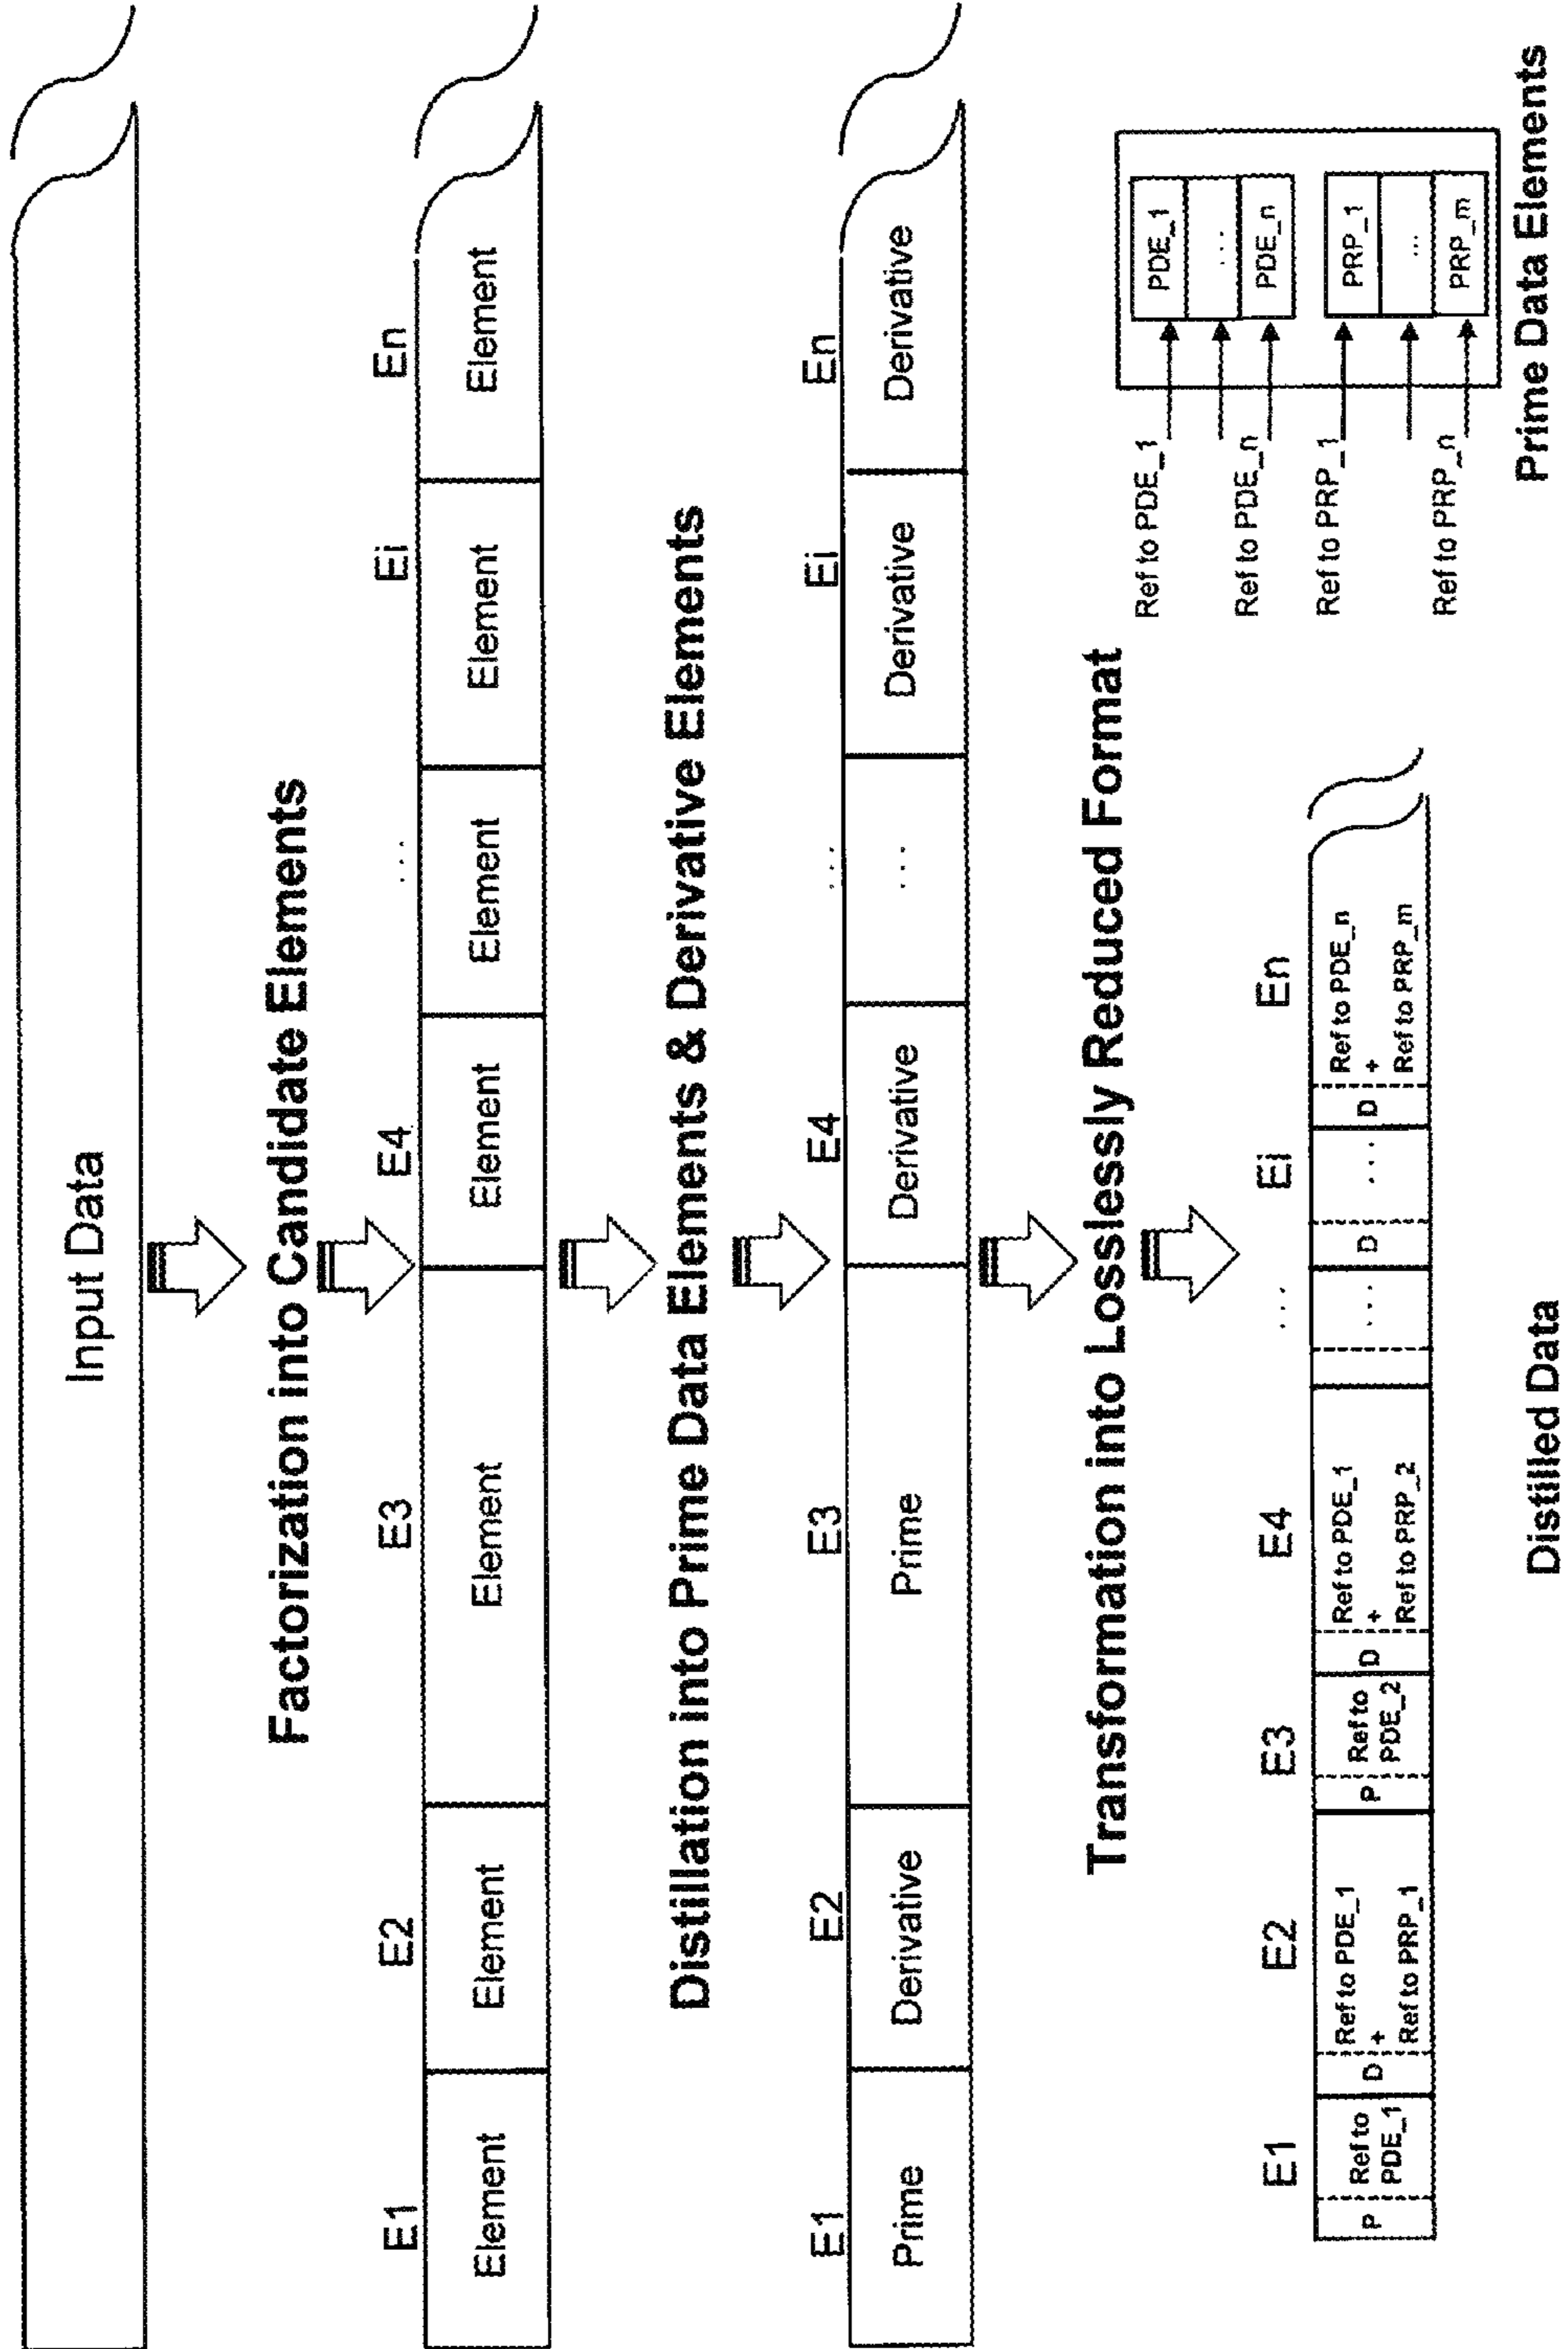 Input Data
Factorization into Candidate Elements
E1 E2 E3 E4 ... Ei En
Element Element Element Element Element Element Element
Distillation into Prime Data Elements & Derivative Elements
E1 E2 E3 E4 ... Ei En
Prime Derivative Prime Derivative ... Derivative Derivative
Transformation into Losslessly Reduced Format
E1 E2 E3 E4 ... Ei En
P Ref to
PDE_1
D Ref to PDE_1
+
Ref to PRP_1
P Ref to
PDE_2
D Ref to PDE_1
+
Ref to PRP_2
...
D ...
D Ref to PDE_n
+
Ref to PRP_m
Distilled Data
Ref to PDE_1 PDE_1
...
Ref to PDE_n PDE_n
Ref to PRP_1 PRP_1
...
Ref to PRP_n PRP_m
Prime Data Elements